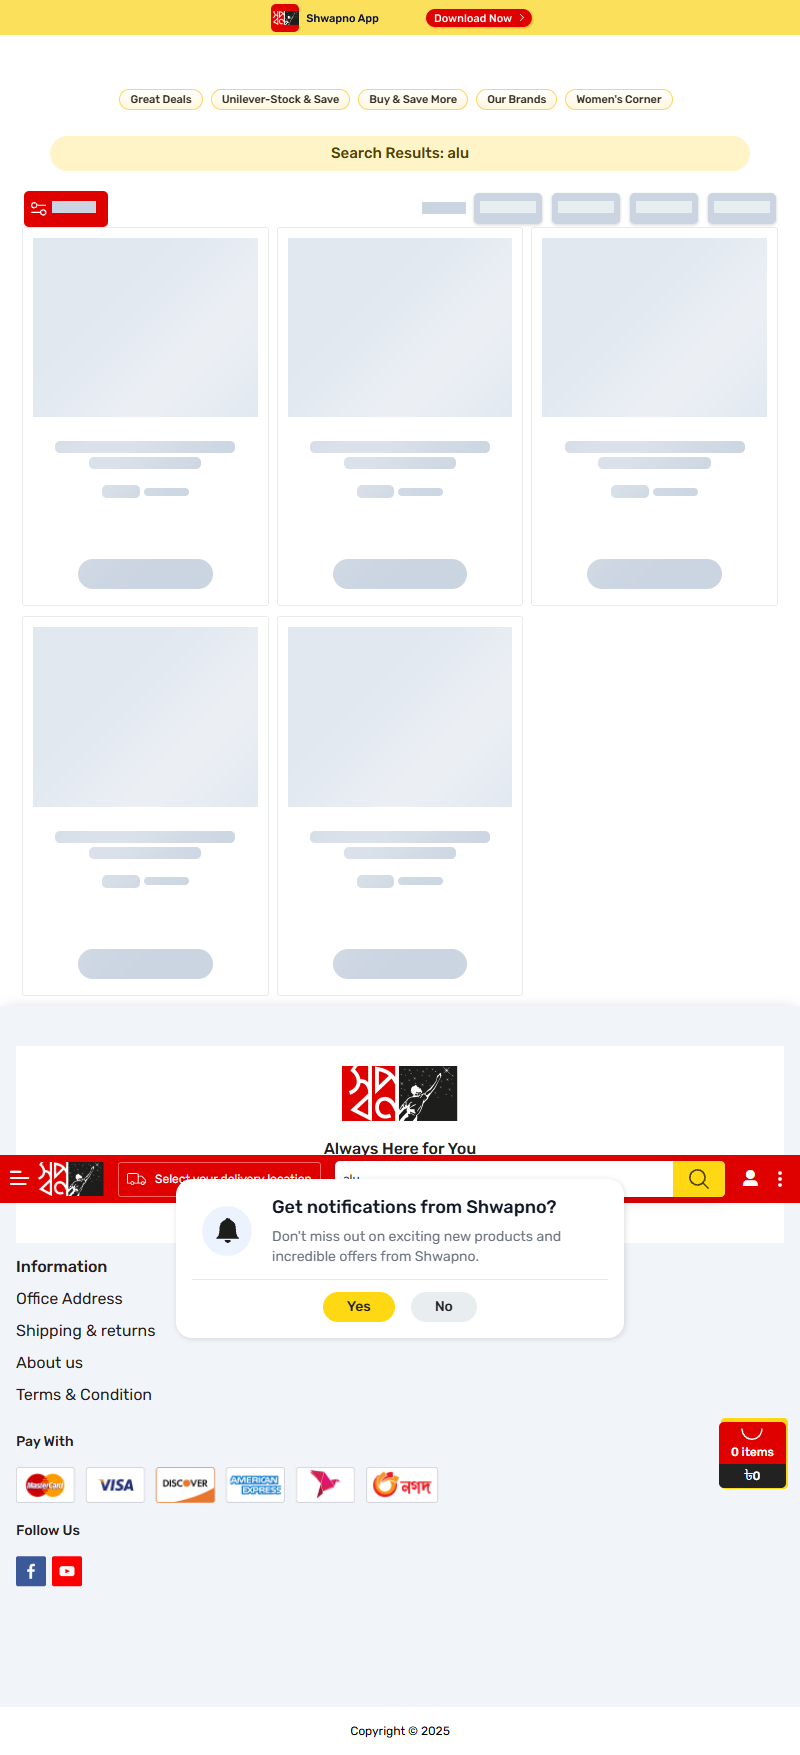 Shwapno App
Download Now
Great Deals
Unilever-Stock & Save
Buy & Save More
Our Brands
Women's Corner
Search Results: alu
স্বপ্ন
Always Here for You
Select your delivery location
alu
Get notifications from Shwapno?
Don't miss out on exciting new products and
incredible offers from Shwapno.
Yes
No
Information
Office Address
Shipping & returns
About us
Terms & Condition
0 items
৳0
Pay With
MasterCard
VISA
DISCOVER
AMERICAN
EXPRESS
নগদ
Follow Us
Copyright © 2025